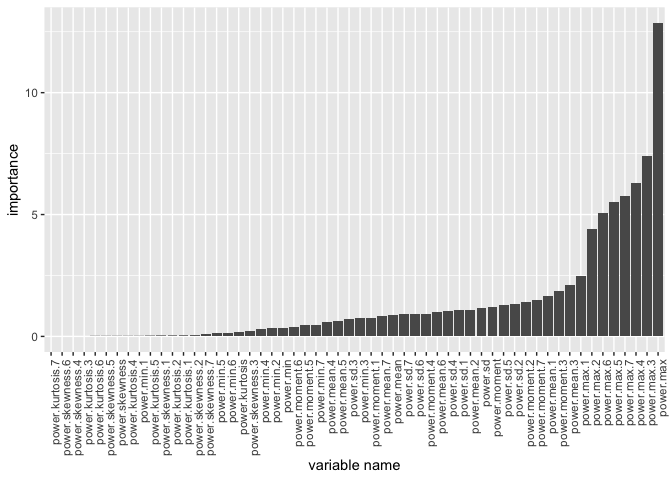 10
5
0
importance
power.kurtosis.7
power.skewness.6
power.skewness.4
power.kurtosis.3
power.kurtosis.6
power.skewness.5
power.skewness
power.kurtosis.4
power.min.1
power.kurtosis.5
power.skewness.1
power.kurtosis.2
power.kurtosis.1
power.skewness.2
power.skewness.7
power.min.5
power.min.6
power.kurtosis
power.skewness.3
power.min.4
power.min.2
power.min
power.moment.6
power.moment.5
power.min.7
power.mean.4
power.mean.5
power.sd.3
power.min.3
power.moment.1
power.mean.7
power.mean
power.sd.7
power.sd.6
power.moment.4
power.mean.6
power.sd.4
power.sd.1
power.mean.2
power.sd
power.moment
power.sd.5
power.sd.2
power.moment.2
power.moment.7
power.mean.1
power.moment.3
power.mean.3
power.max.1
power.max.2
power.max.6
power.max.5
power.max.7
power.max.4
power.max.3
power.max
variable name